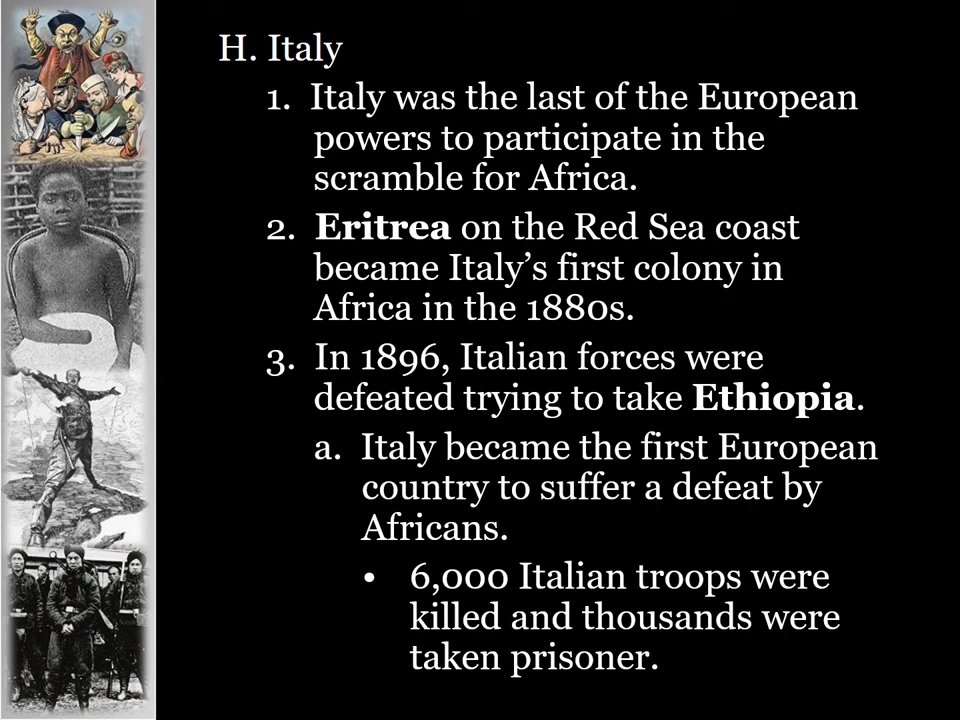 H. Italy
1. Italy was the last of the European
powers to participate in the
scramble for Africa.
2. Eritrea on the Red Sea coast
became Italy’s first colony in
Africa in the 1880s.
3. In 1896, Italian forces were
defeated trying to take Ethiopia.
a. Italy became the first European
country to suffer a defeat by
Africans.
• 6,000 Italian troops were
killed and thousands were
taken prisoner.